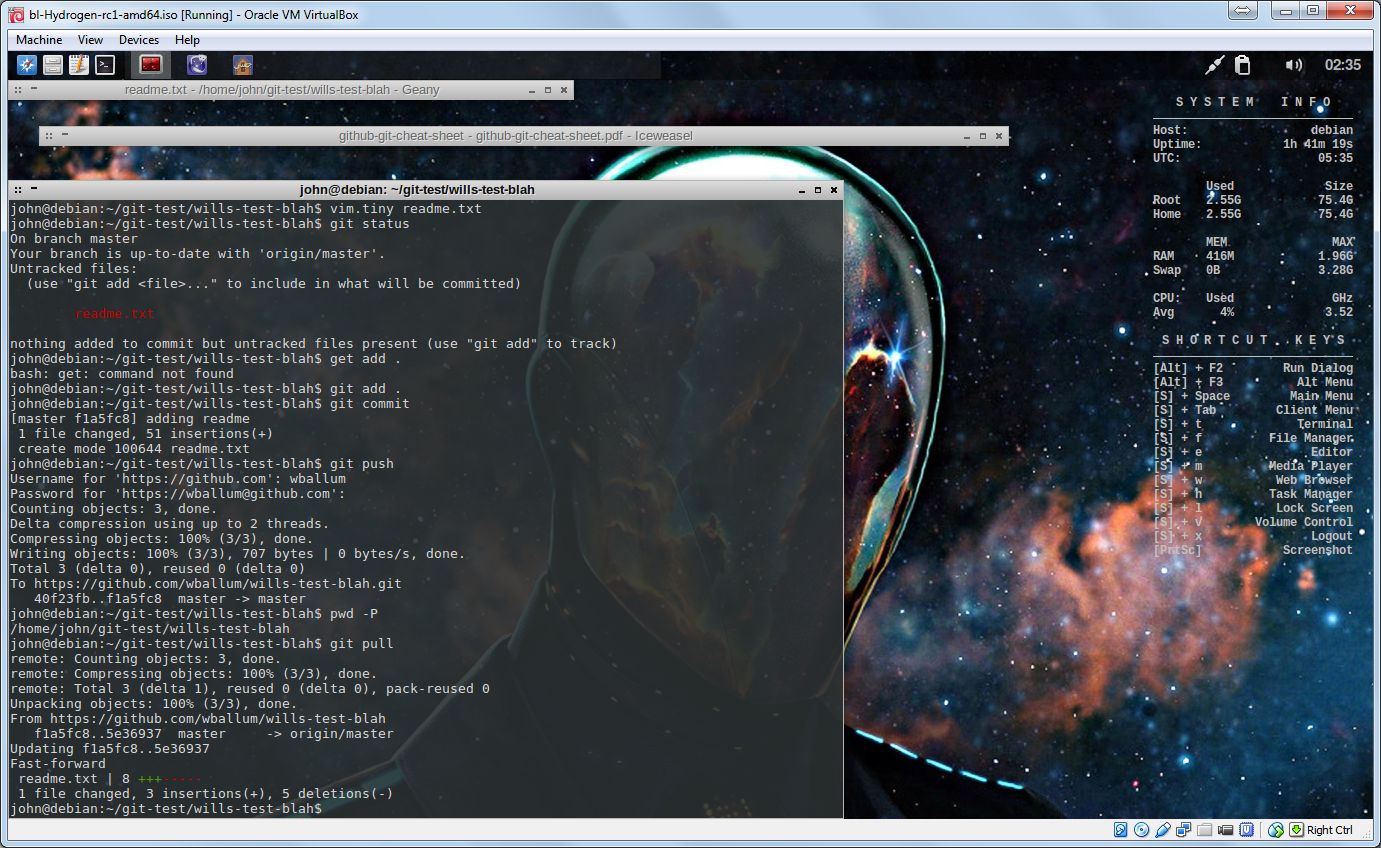 bl-Hydrogen-rc1-amd64.iso [Running] - Oracle VM VirtualBox
Machine View Devices Help
02:35
readme.txt - /home/john/git-test/wills-test-blah - Geany
github-git-cheat-sheet - github-git-cheat-sheet.pdf - Iceweasel
john@debian: ~/git-test/wills-test-blah
john@debian:~/git-test/wills-test-blah$ vim.tiny readme.txt
john@debian:~/git-test/wills-test-blah$ git status
On branch master
Your branch is up-to-date with 'origin/master'.
Untracked files:
  (use "git add <file>..." to include in what will be committed)
        readme.txt
nothing added to commit but untracked files present (use "git add" to track)
john@debian:~/git-test/wills-test-blah$ get add .
bash: get: command not found
john@debian:~/git-test/wills-test-blah$ git add .
john@debian:~/git-test/wills-test-blah$ git commit
[master f1a5fc8] adding readme
 1 file changed, 51 insertions(+)
 create mode 100644 readme.txt
john@debian:~/git-test/wills-test-blah$ git push
Username for 'https://github.com': wballum
Password for 'https://wballum@github.com':
Counting objects: 3, done.
Delta compression using up to 2 threads.
Compressing objects: 100% (3/3), done.
Writing objects: 100% (3/3), 707 bytes | 0 bytes/s, done.
Total 3 (delta 0), reused 0 (delta 0)
To https://github.com/wballum/wills-test-blah.git
   40f23fb..f1a5fc8  master -> master
john@debian:~/git-test/wills-test-blah$ pwd -P
/home/john/git-test/wills-test-blah
john@debian:~/git-test/wills-test-blah$ git pull
remote: Counting objects: 3, done.
remote: Compressing objects: 100% (3/3), done.
remote: Total 3 (delta 1), reused 0 (delta 0), pack-reused 0
Unpacking objects: 100% (3/3), done.
From https://github.com/wballum/wills-test-blah
   f1a5fc8..5e36937  master     -> origin/master
Updating f1a5fc8..5e36937
Fast-forward
 readme.txt | 8 +++-----
 1 file changed, 3 insertions(+), 5 deletions(-)
john@debian:~/git-test/wills-test-blah$
SYSTEM INFO
Host: debian
Uptime: 1h 41m 19s
UTC: 05:35
Used Size
Root 2.55G 75.4G
Home 2.55G 75.4G
MEM MAX
RAM 416M 1.96G
Swap 0B 3.28G
CPU: Used GHz
Avg 4% 3.52
SHORTCUT KEYS
[Alt] + F2 Run Dialog
[Alt] + F3 Alt Menu
[S] + Space Main Menu
[S] + Tab Client Menu
[S] + t Terminal
[S] + f File Manager
[S] + e Editor
[S] + m Media Player
[S] + w Web Browser
[S] + h Task Manager
[S] + l Lock Screen
[S] + V Volume Control
[S] + x Logout
[PrtSc] Screenshot
Right Ctrl